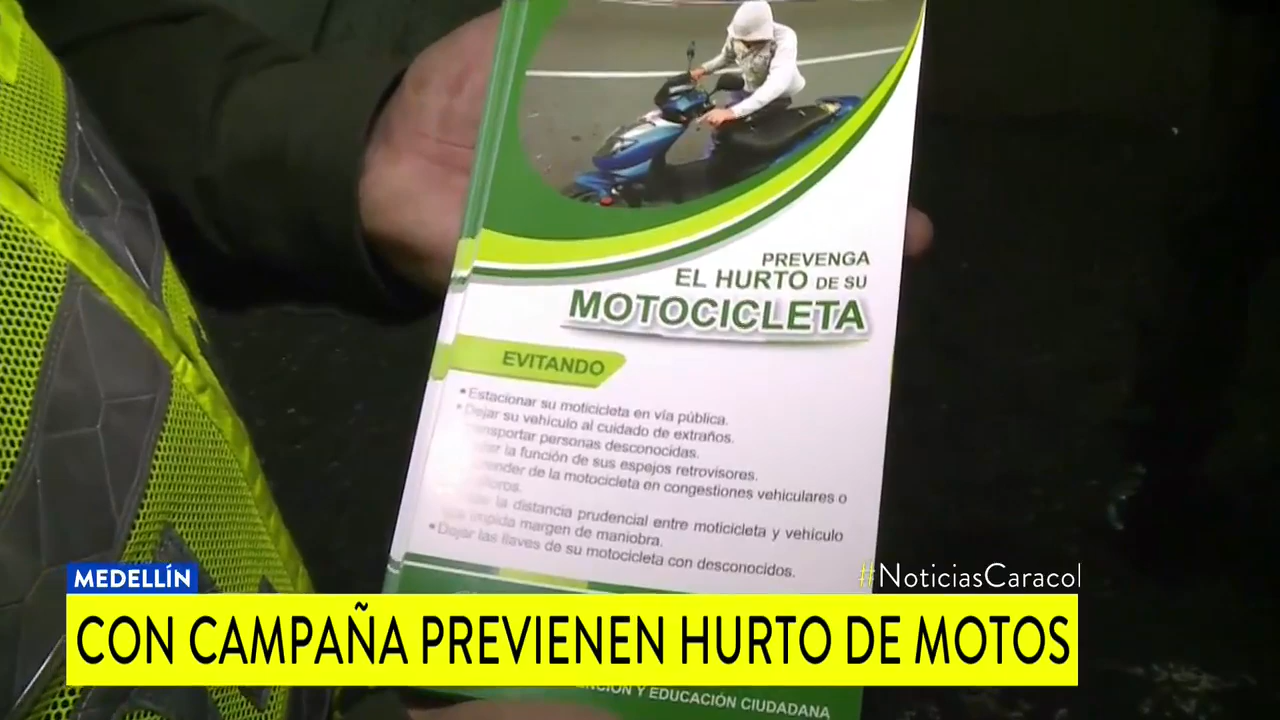 PREVENGA
EL HURTO DE SU
MOTOCICLETA
EVITANDO
• Estacionar su moticicleta en vía pública.
• Dejar su vehículo al cuidado de extraños.
personas desconocidas.
la función de sus espejos retrovisores.
de la motocicleta en congestiones vehiculares o
la distancia prudencial entre moticicleta y vehículo
margen de maniobra.
• Dejar las llaves de su motocicleta con desconocidos.
MEDELLÍN
#NoticiasCaracol
CON CAMPAÑA PREVIENEN HURTO DE MOTOS
Y EDUCACIÓN CIUDADANA